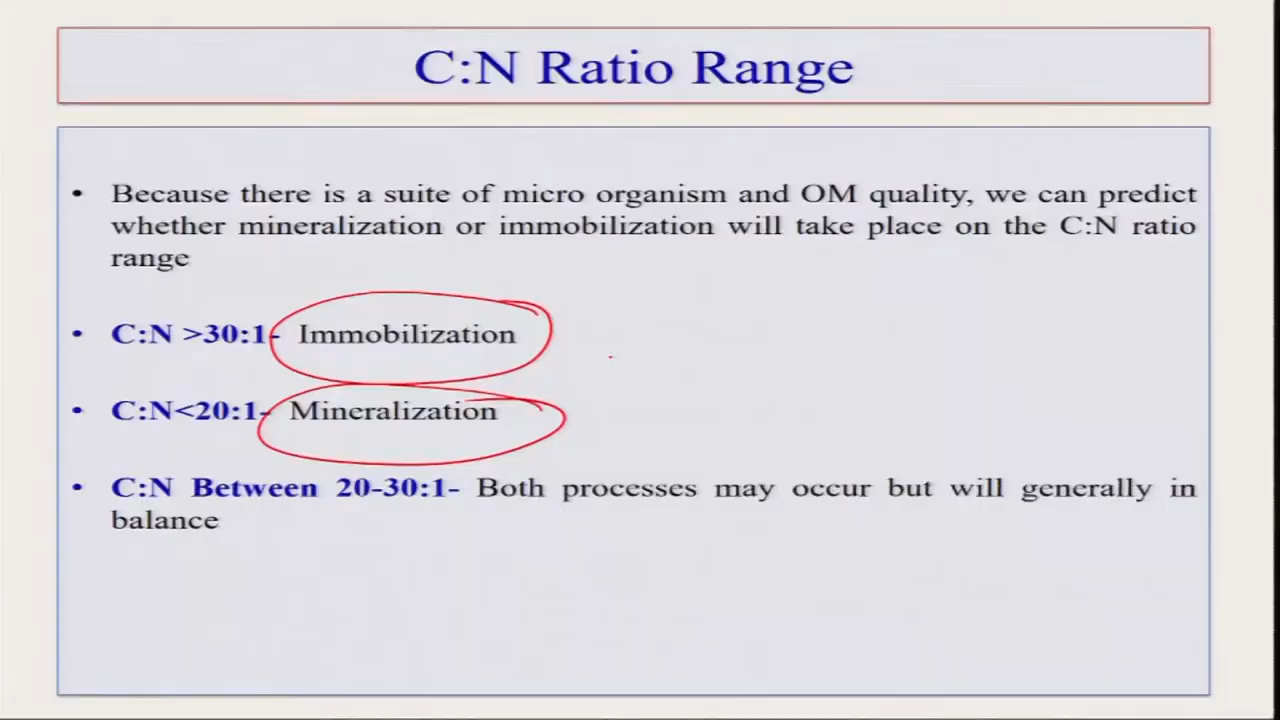 C:N Ratio Range
• Because there is a suite of micro organism and OM quality, we can predict
whether mineralization or immobilization will take place on the C:N ratio
range
• C:N >30:1- Immobilization
• C:N<20:1- Mineralization
• C:N Between 20-30:1- Both processes may occur but will generally in
balance